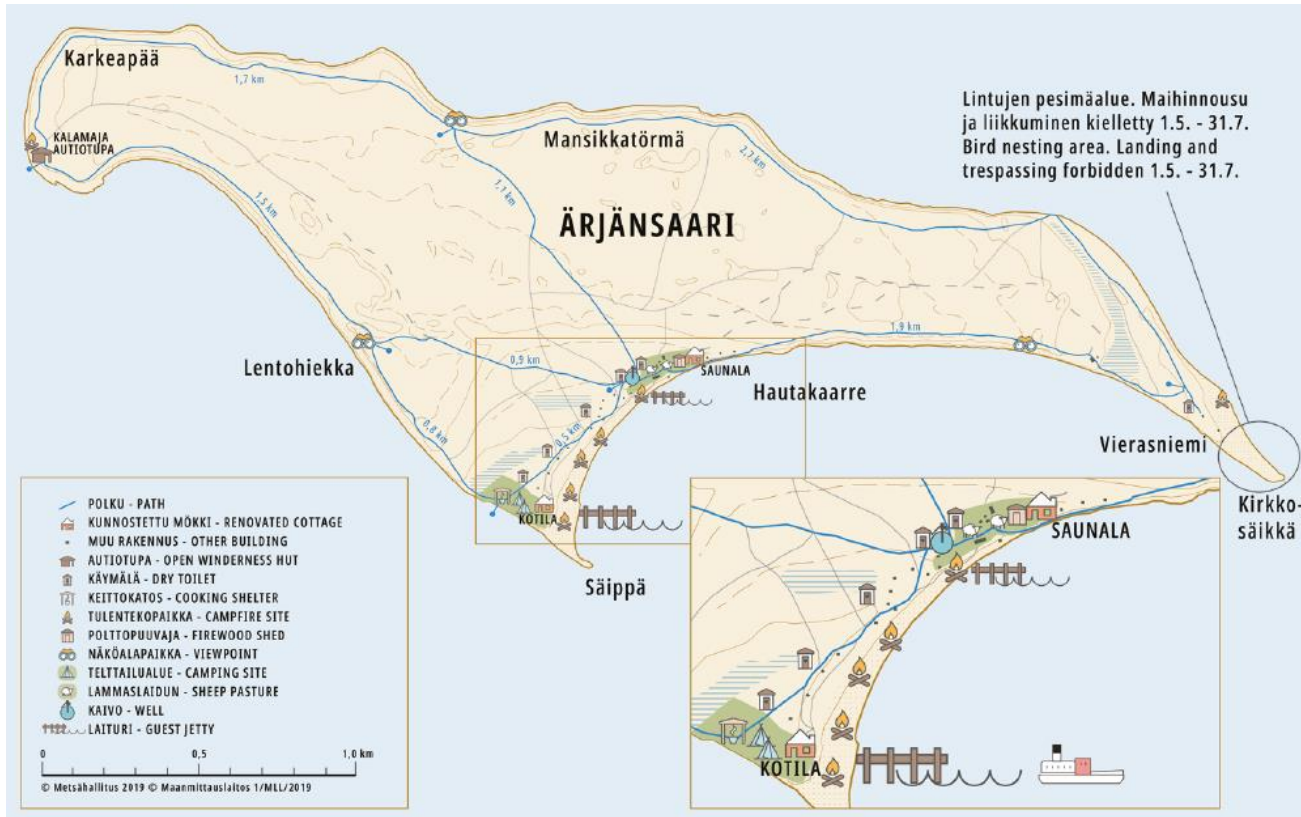 Karkeapää
1,7 km
KALAMAJA
AUTIOTUPA
Mansikkatörmä
2,7 km
1,1 km
1,5 km
ÄRJÄNSAARI
Lintujen pesimäalue. Maihinnousu
ja liikkuminen kielletty 1.5. - 31.7.
Bird nesting area. Landing and
trespassing forbidden 1.5. - 31.7.
1,9 km
Lentohiekka
0,9 km
SAUNALA
Hautakaarre
0,8 km
0,5 km
KOTILA
Säippä
Vierasniemi
Kirkko-
säikkä
POLKU - PATH
KUNNOSTETTU MÖKKI - RENOVATED COTTAGE
MUU RAKENNUS - OTHER BUILDING
AUTIOTUPA - OPEN WINDERNESS HUT
KÄYMÄLÄ - DRY TOILET
KEITTOKATOS - COOKING SHELTER
TULENTEKOPAIKKA - CAMPFIRE SITE
POLTTOPUUVAJA - FIREWOOD SHED
NÄKÖALAPAIKKA - VIEWPOINT
TELTTAILUALUE - CAMPING SITE
LAMMASLAIDUN - SHEEP PASTURE
KAIVO - WELL
LAITURI - GUEST JETTY
0 0,5 1,0 km
© Metsähallitus 2019 © Maanmittauslaitos 1/MLL/2019
SAUNALA
KOTILA